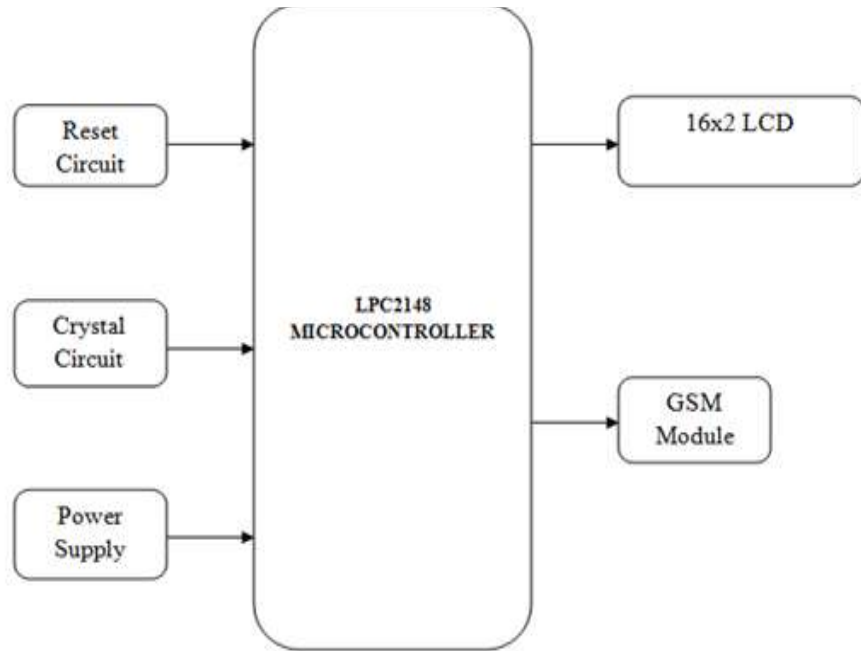 Reset
Circuit
16x2 LCD
LPC2148
MICROCONTROLLER
Crystal
Circuit
GSM
Module
Power
Supply